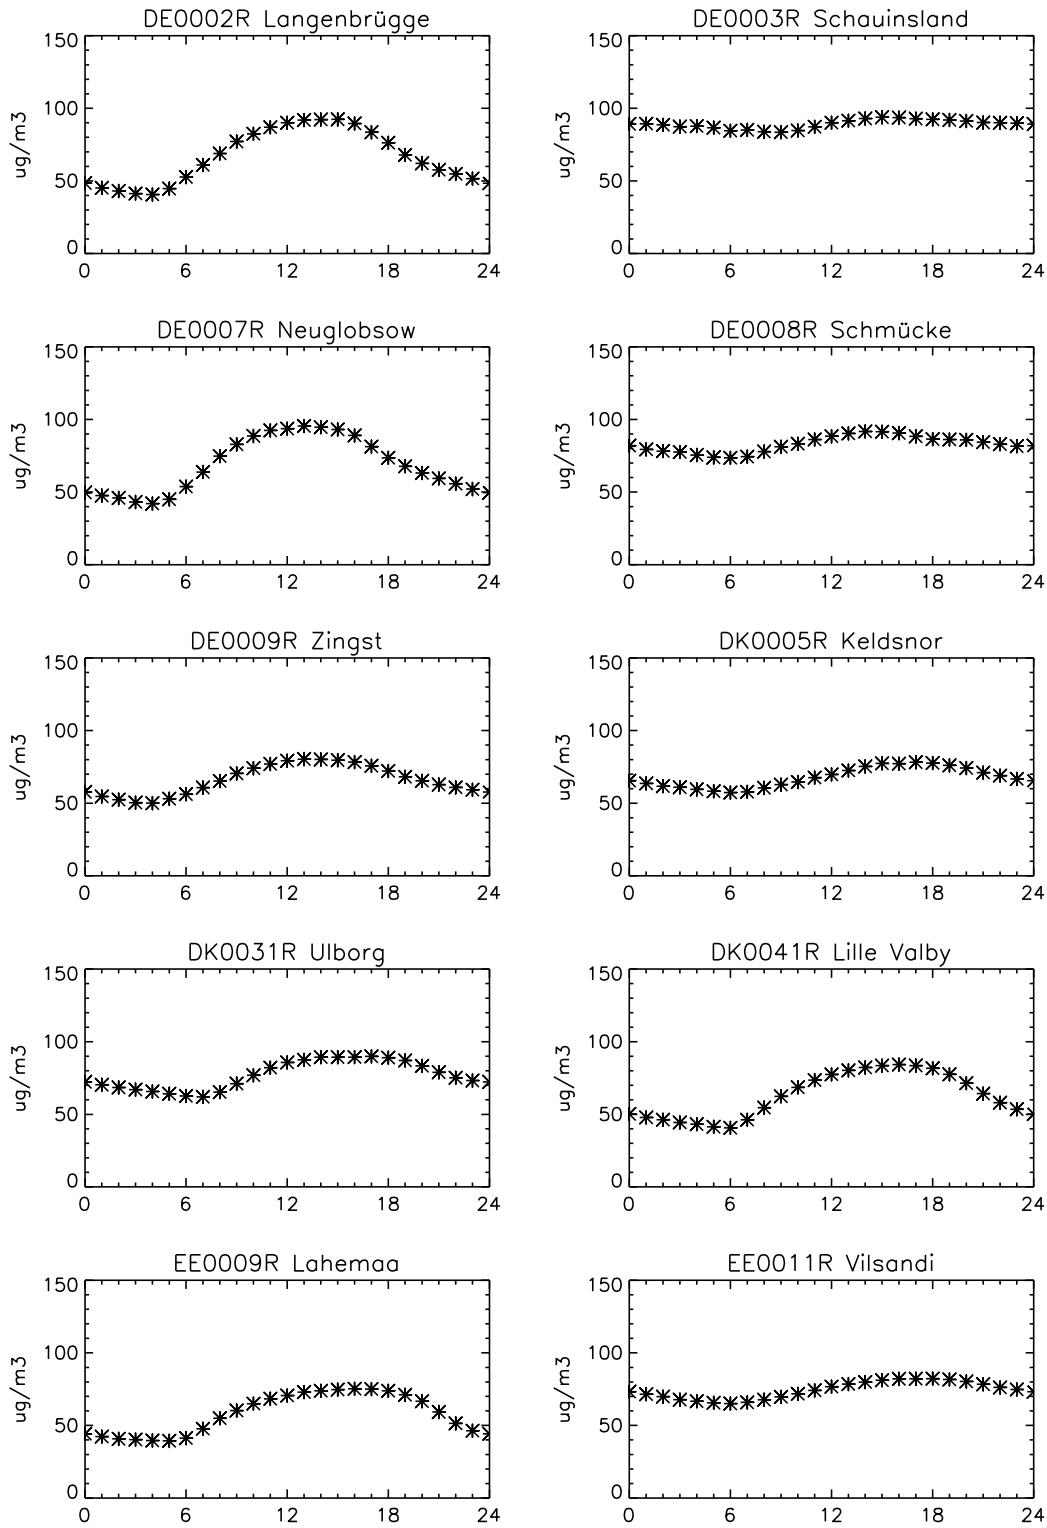 DE0002R Langenbrügge
150
100
50
0
ug/m3
0 6 12 18 24
DE0003R Schauinsland
150
100
50
0
ug/m3
0 6 12 18 24
DE0007R Neuglobsow
150
100
50
0
ug/m3
0 6 12 18 24
DE0008R Schmücke
150
100
50
0
ug/m3
0 6 12 18 24
DE0009R Zingst
150
100
50
0
ug/m3
0 6 12 18 24
DK0005R Keldsnor
150
100
50
0
ug/m3
0 6 12 18 24
DK0031R Ulborg
150
100
50
0
ug/m3
0 6 12 18 24
DK0041R Lille Valby
150
100
50
0
ug/m3
0 6 12 18 24
EE0009R Lahemaa
150
100
50
0
ug/m3
0 6 12 18 24
EE0011R Vilsandi
150
100
50
0
ug/m3
0 6 12 18 24